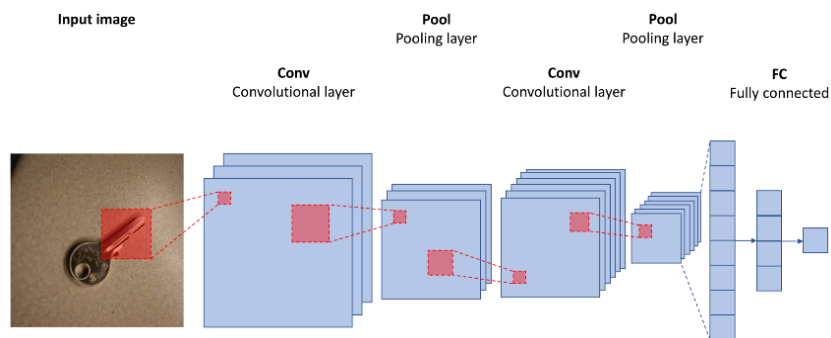 Input image
Pool
Pooling layer
Pool
Pooling layer
Conv
Convolutional layer
Conv
Convolutional layer
FC
Fully connected